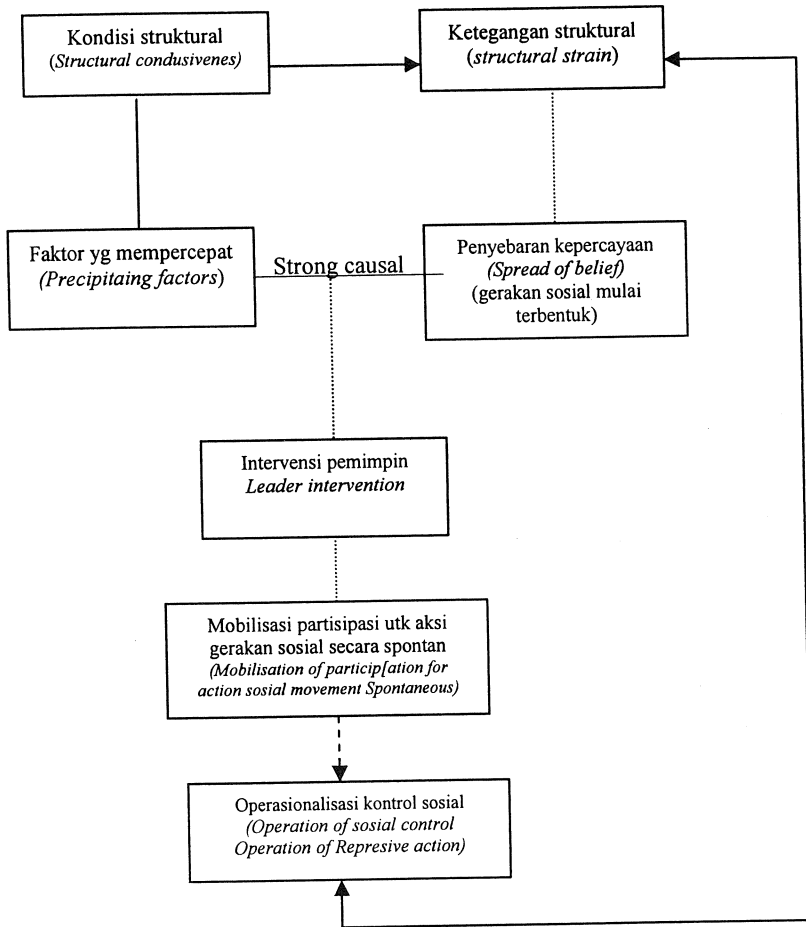 Kondisi struktural
(Structural condusivenes)
Ketegangan struktural
(structural strain)
Faktor yg mempercepat
(Precipitaing factors)
Strong causal
Penyebaran kepercayaan
(Spread of belief)
(gerakan sosial mulai
terbentuk)
Intervensi pemimpin
Leader intervention
Mobilisasi partisipasi utk aksi
gerakan sosial secara spontan
(Mobilisation of particip[ation for
action sosial movement Spontaneous)
Operasionalisasi kontrol sosial
(Operation of sosial control
Operation of Represive action)